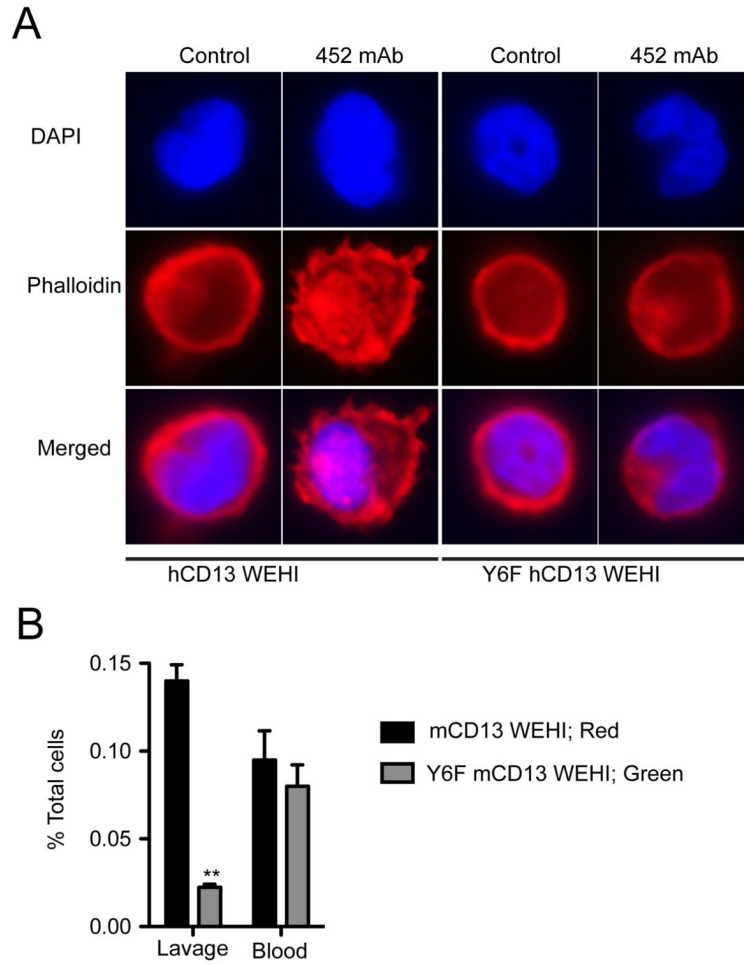 A
Control 452 mAb Control 452 mAb
DAPI
Phalloidin
Merged
hCD13 WEHI Y6F hCD13 WEHI
B
% Total cells
0.15
0.10
0.05
0.00
**
Lavage Blood
mCD13 WEHI; Red
Y6F mCD13 WEHI; Green